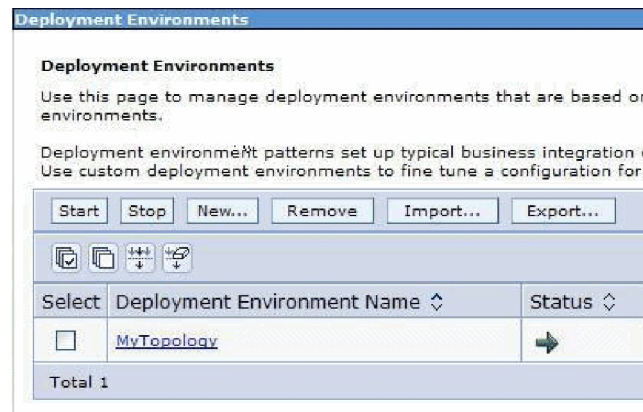 Deployment Environments
Deployment Environments
Use this page to manage deployment environments that are based
environments.
Deployment environment patterns set up typical business integration
Use custom deployment environments to fine tune a configuration for
Start Stop New... Remove Import... Export...
Select Deployment Environment Name Status
MyTopology
Total 1